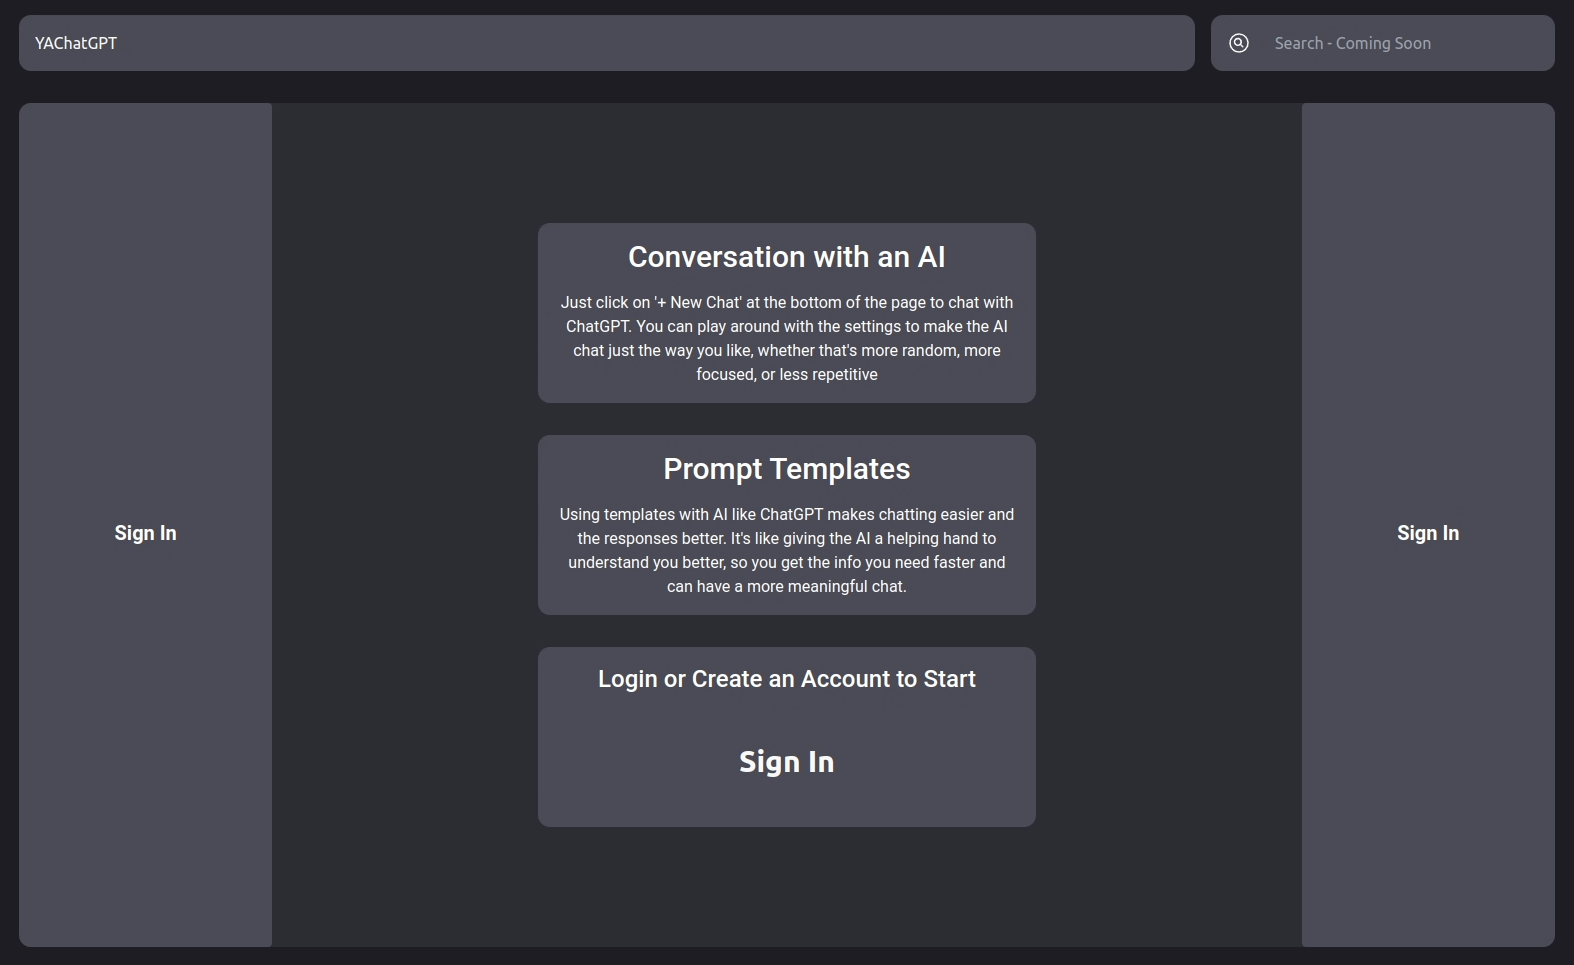 YAChatGPT
Search - Coming Soon
Sign In
Conversation with an AI
Just click on '+ New Chat' at the bottom of the page to chat with
ChatGPT. You can play around with the settings to make the AI
chat just the way you like, whether that's more random, more
focused, or less repetitive
Prompt Templates
Using templates with AI like ChatGPT makes chatting easier and
the responses better. It's like giving the AI a helping hand to
understand you better, so you get the info you need faster and
can have a more meaningful chat.
Login or Create an Account to Start
Sign In
Sign In